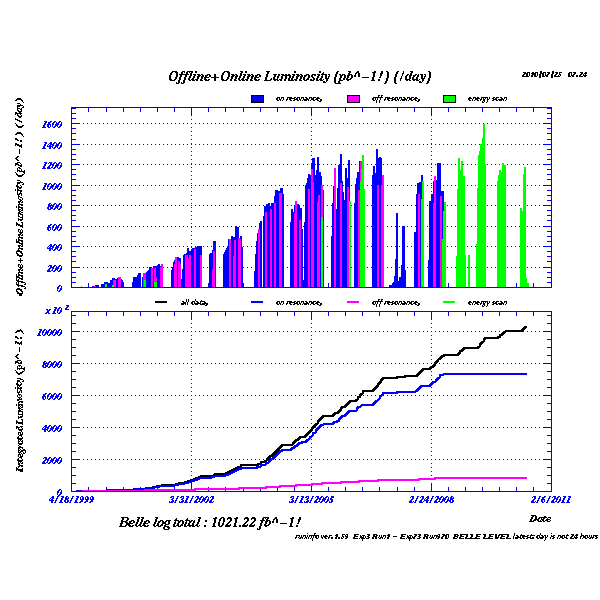 Offline+Online Luminosity (pb^-1!) (/day)
2010/07/25 07.24
on resonance, off resonance, energy scan
Offline+Online Luminosity (pb^-1!) (/day)
1600
1400
1200
1000
800
600
400
200
0
all data, on resonance, off resonance, energy scan
x10 2
Integrated Luminosity (pb^-1!)
10000
8000
6000
4000
2000
0
4/18/1999 3/31/2002 3/13/2005 2/24/2008 2/6/2011
Belle log total : 1021.22 fb^-1!
Date
runinfo ver.1.59 Exp3 Run1 - Exp73 Run920 BELLE LEVEL latest: day is not 24 hours